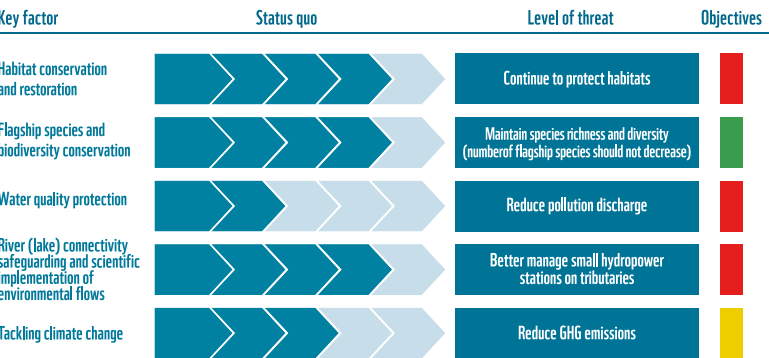 Key factor
Status quo
Level of threat
Objectives
Habitat conservation
and restoration
Continue to protect habitats
Flagship species and
biodiversity conservation
Maintain species richness and diversity
(numberof flagship species should not decrease)
Water quality protection
Reduce pollution discharge
River (lake) connectivity
safeguarding and scientific
implementation of
environmental flows
Better manage small hydropower
stations on tributaries
Tackling climate change
Reduce GHG emissions